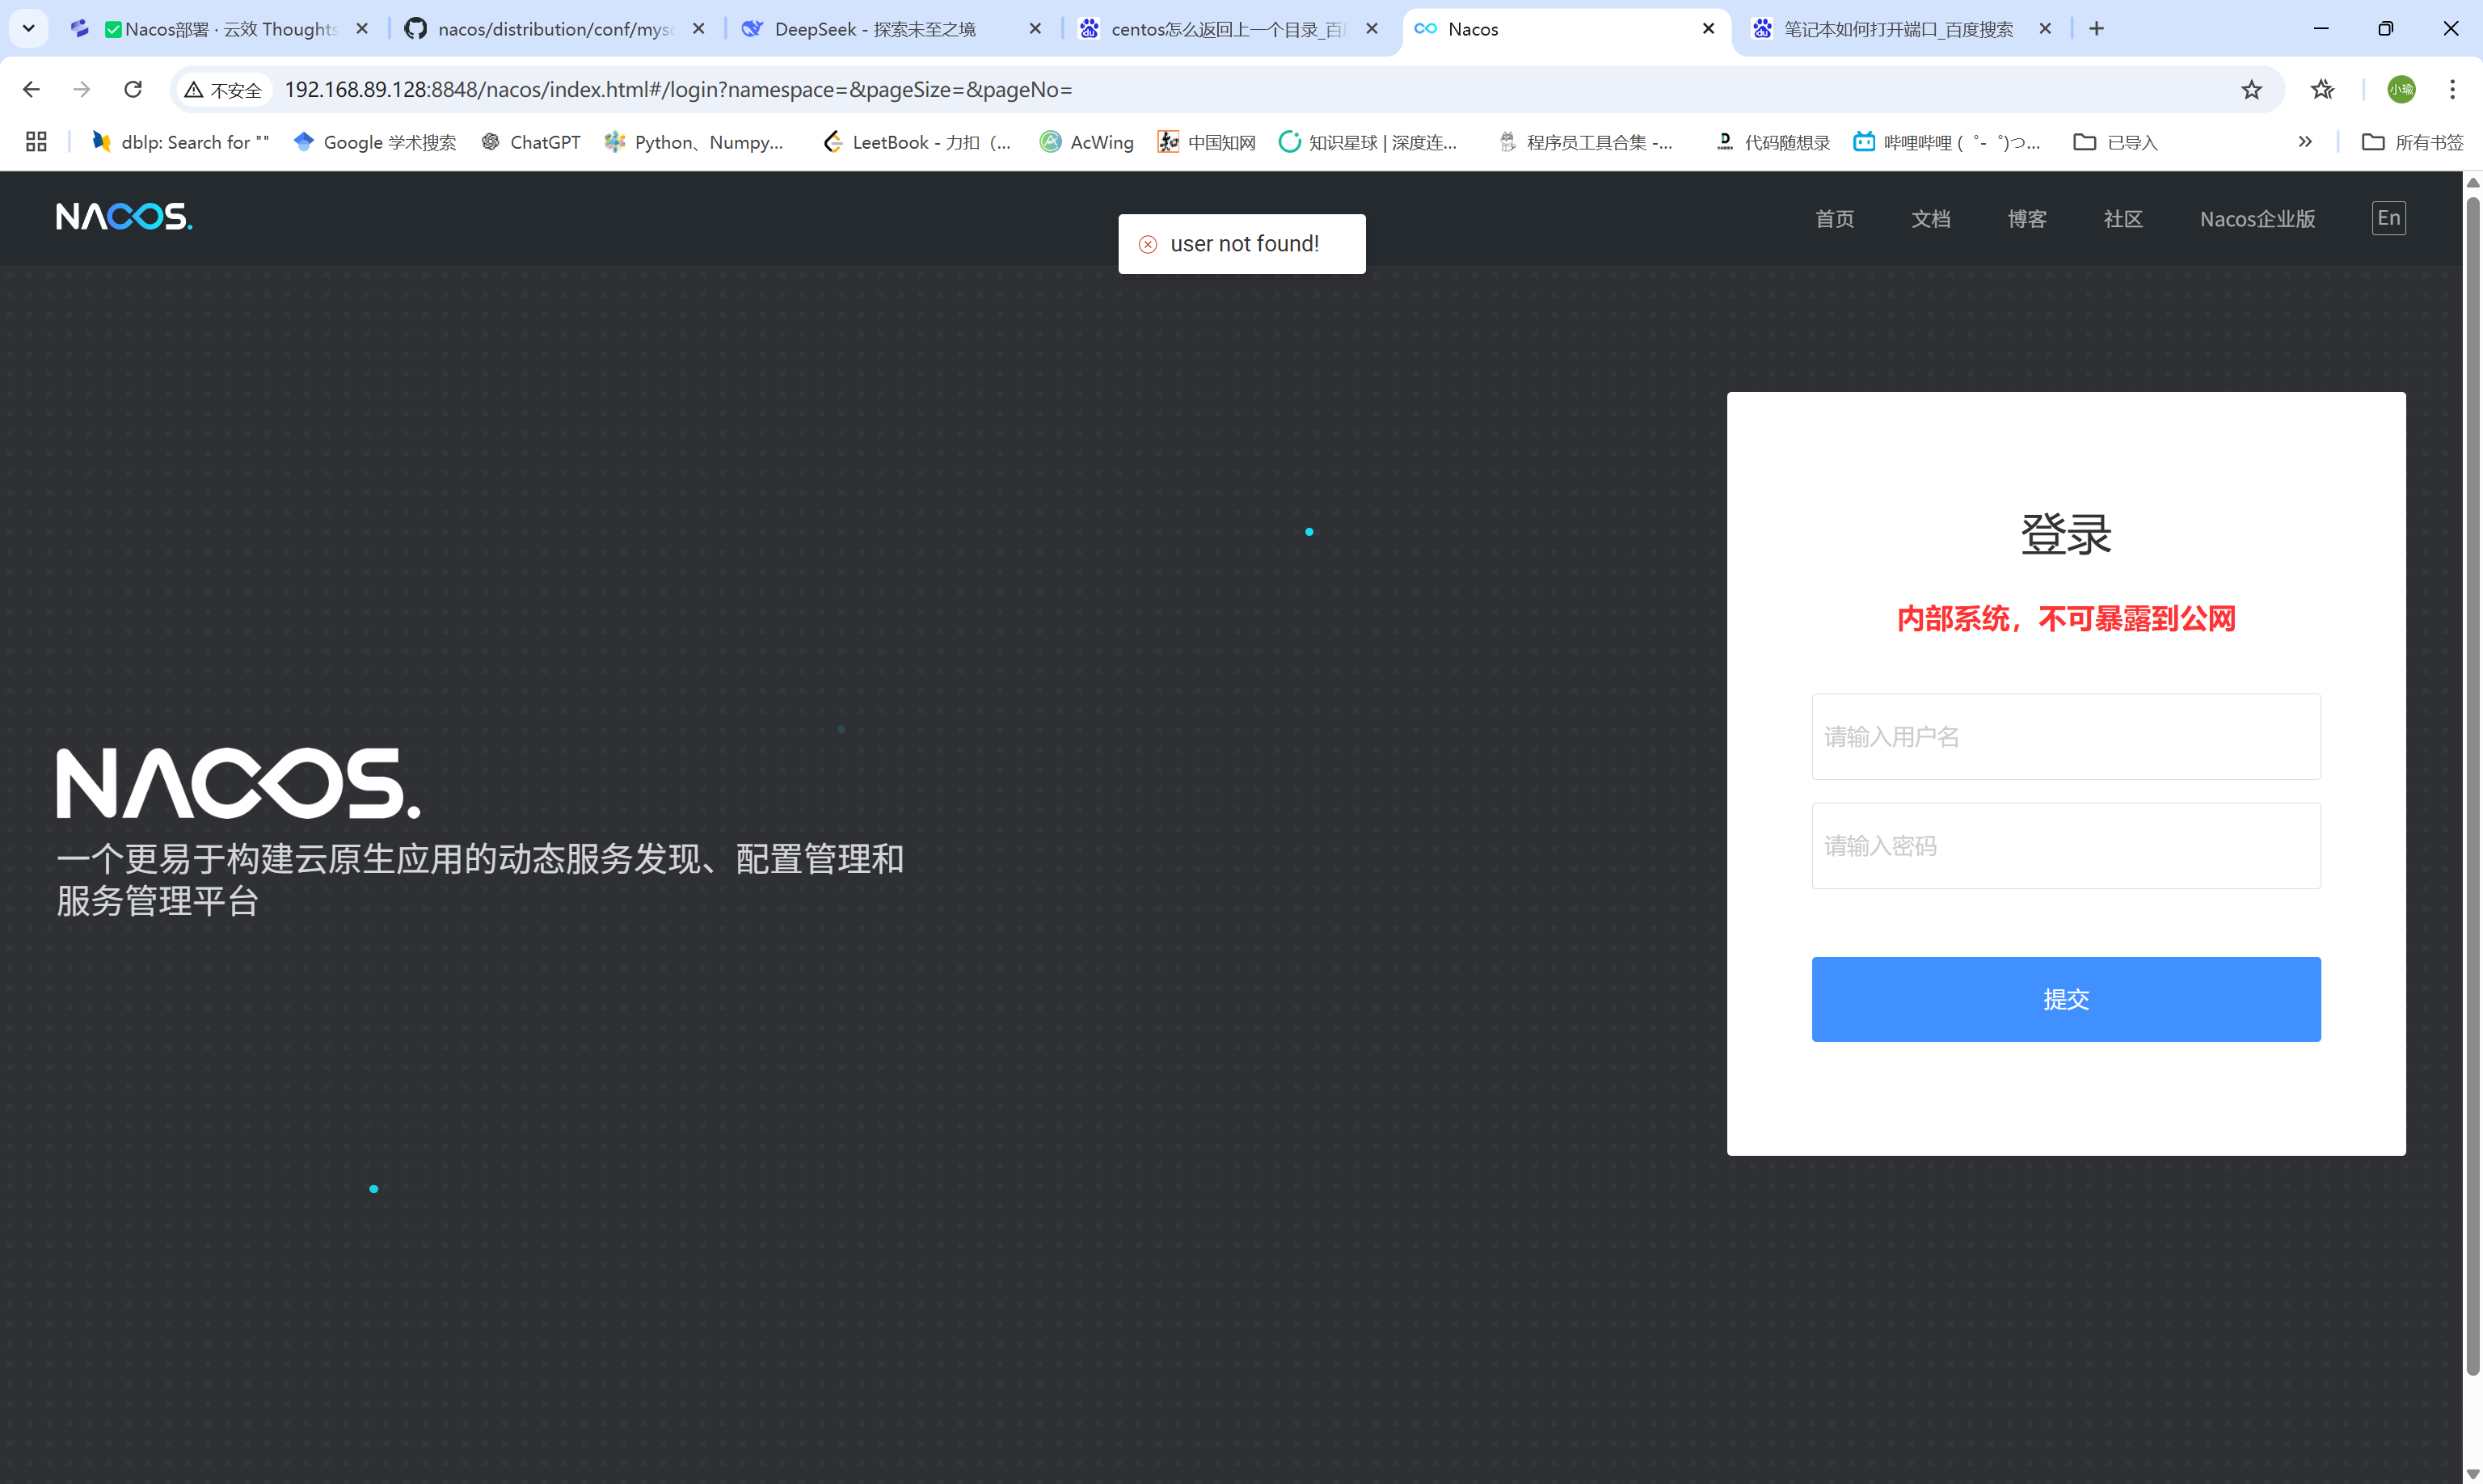 Nacos部署 · 云效 Thoughts
nacos/distribution/conf/mysc
DeepSeek - 探索未至之境
centos怎么返回上一个目录_百
Nacos
笔记本如何打开端口_百度搜索
不安全
192.168.89.128:8848/nacos/index.html#/login?namespace=&pageSize=&pageNo=
小瑜
dblp: Search for ""
Google 学术搜索
ChatGPT
Python、Numpy...
LeetBook - 力扣（...
AcWing
中国知网
知识星球 | 深度连...
程序员工具合集 -...
代码随想录
哔哩哔哩 (゜-゜)つ...
已导入
所有书签
NACOS.
user not found!
首页
文档
博客
社区
Nacos企业版
En
登录
内部系统，不可暴露到公网
请输入用户名
请输入密码
提交
NACOS.
一个更易于构建云原生应用的动态服务发现、配置管理和
服务管理平台